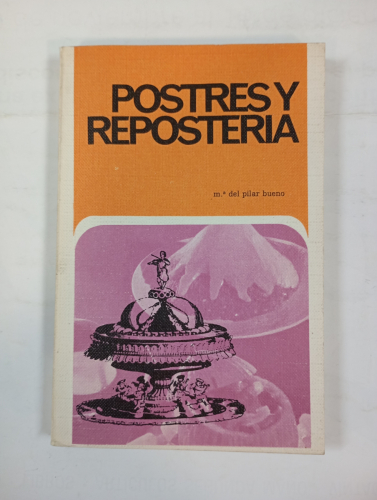 POSTRES Y
REPOSTERIA
m.ª del pilar bueno